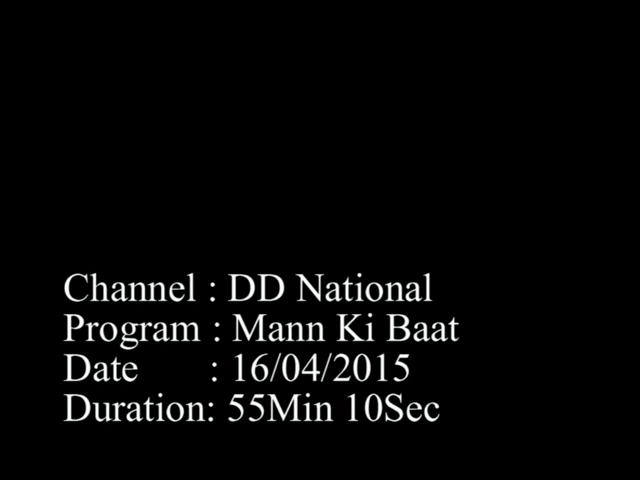 Channel : DD National
Program : Mann Ki Baat
Date : 16/04/2015
Duration: 55Min 10Sec